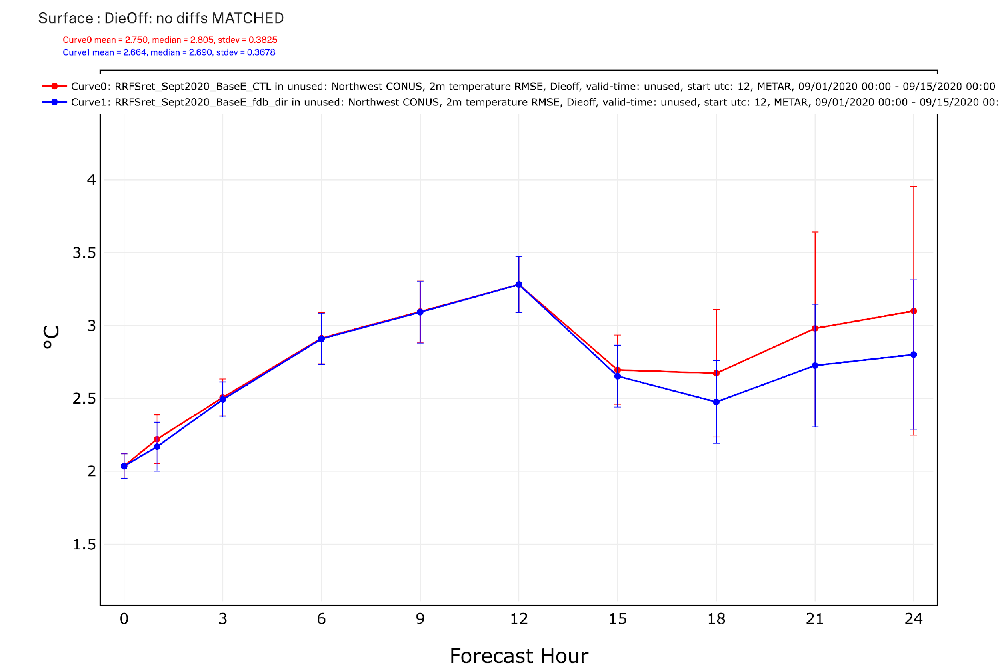 Surface : DieOff: no diffs MATCHED
Curve0 mean = 2.750, median = 2.805, stdev = 0.3825
Curve1 mean = 2.664, median = 2.690, stdev = 0.3678
Curve0: RRFSret_Sept2020_BaseE_CTL in unused: Northwest CONUS, 2m temperature RMSE, Dieoff, valid-time: unused, start utc: 12, METAR, 09/01/2020 00:00 - 09/15/2020 00:00
Curve1: RRFSret_Sept2020_BaseE_fdb_dir in unused: Northwest CONUS, 2m temperature RMSE, Dieoff, valid-time: unused, start utc: 12, METAR, 09/01/2020 00:00 - 09/15/2020 00:
4
3.5
3
2.5
2
1.5
ºC
0 3 6 9 12 15 18 21 24
Forecast Hour